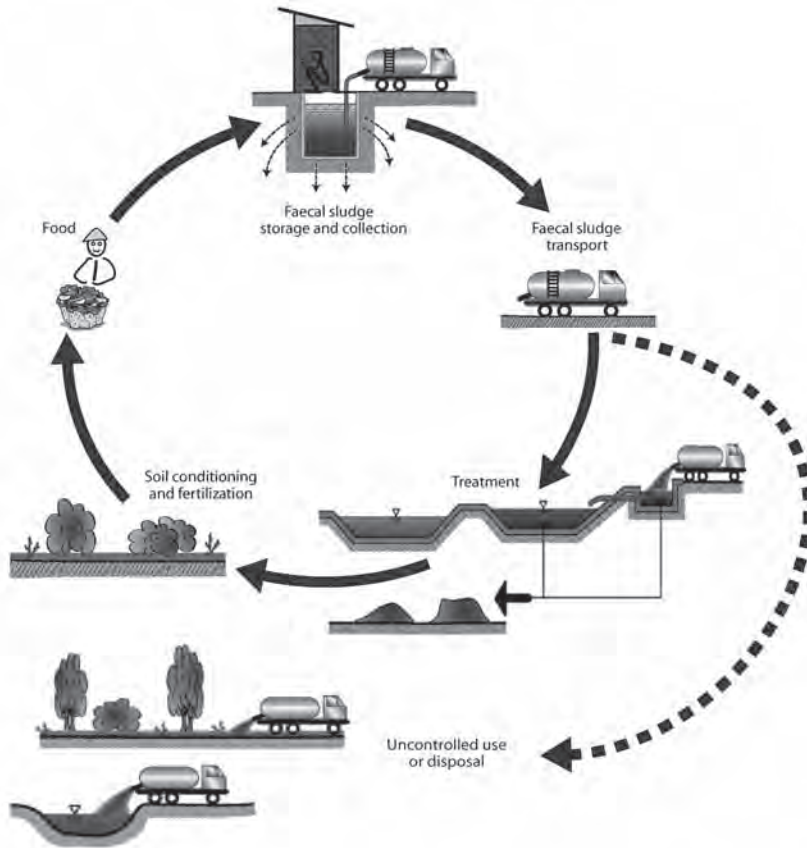 Faecal sludge
storage and collection
Food
Faecal sludge
transport
Soil conditioning
and fertilization
Treatment
Uncontrolled use
or disposal